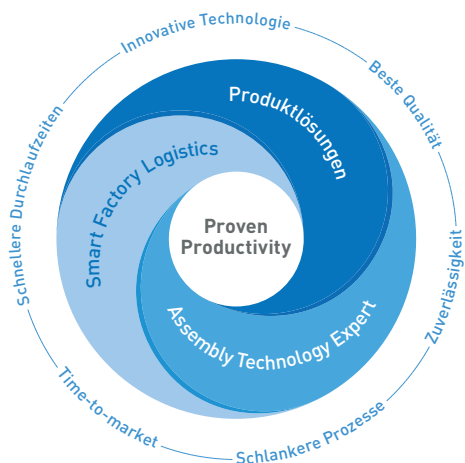 Innovative Technologie
Beste Qualität
Zuverlässigkeit
Schlankere Prozesse
Time-to-market
Schnellere Durchlaufzeiten
Produktlösungen
Smart Factory Logistics
Assembly Technology Expert
Proven
Productivity